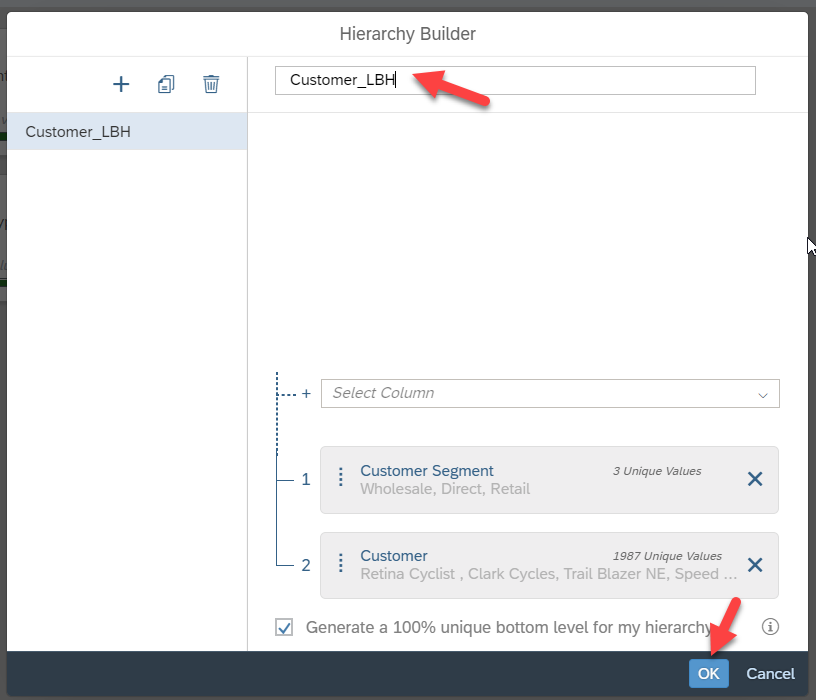 Hierarchy Builder
Customer_LBH
Customer_LBH
+
Select Column
1
Customer Segment
3 Unique Values
Wholesale, Direct, Retail
2
Customer
1987 Unique Values
Retina Cyclist , Clark Cycles, Trail Blazer NE, Speed ...
Generate a 100% unique bottom level for my hierarchy
OK
Cancel